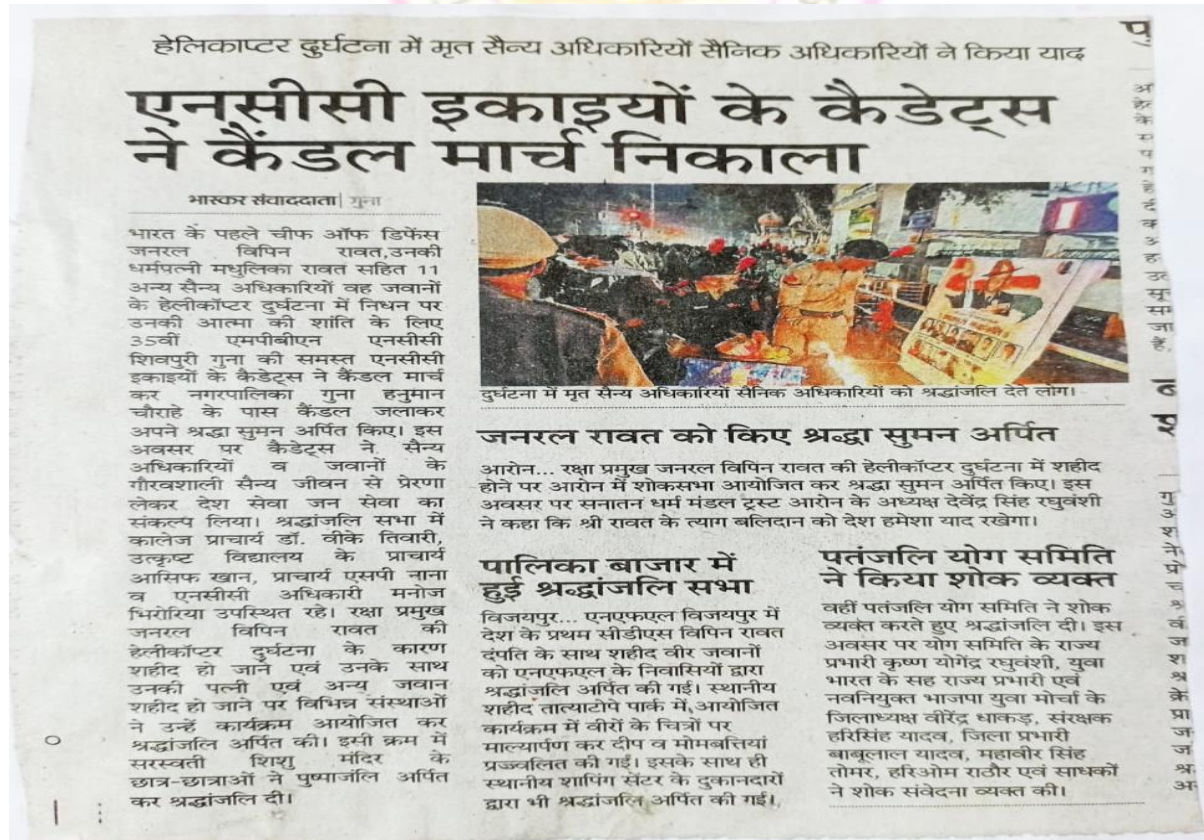 हेलिकाप्टर दुर्घटना में मृत सैन्य अधिकारियों सैनिक अधिकारियों ने किया याद
एनसीसी इकाइयों के कैडेट्स
ने कैंडल मार्च निकाला
भास्कर संवाददाता| गुना
भारत के पहले चीफ ऑफ डिफेंस
जनरल विपिन रावत,उनकी
धर्मपत्नी मधुलिका रावत सहित 11
अन्य सैन्य अधिकारियों वह जवानों
के हेलीकॉप्टर दुर्घटना में निधन पर
उनकी आत्मा की शांति के लिए
35वीं एमपीबीएन एनसीसी
शिवपुरी गुना की समस्त एनसीसी
इकाइयों के कैडेट्स ने कैंडल मार्च
कर नगरपालिका गुना हनुमान
चौराहे के पास कैंडल जलाकर
अपने श्रद्धा सुमन अर्पित किए। इस
अवसर पर कैडेट्स ने सैन्य
अधिकारियों व जवानों के
गौरवशाली सैन्य जीवन से प्रेरणा
लेकर देश सेवा जन सेवा का
संकल्प लिया। श्रद्धांजलि सभा में
कालेज प्राचार्य डॉ. वीके तिवारी,
उत्कृष्ट विद्यालय के प्राचार्य
आसिफ खान, प्राचार्य एसपी नाना
व एनसीसी अधिकारी मनोज
भिरोरिया उपस्थित रहे। रक्षा प्रमुख
जनरल विपिन रावत की
हेलीकॉप्टर दुर्घटना के कारण
शहीद हो जाने एवं उनके साथ
उनकी पत्नी एवं अन्य जवान
शहीद हो जाने पर विभिन्न संस्थाओं
ने उन्हें कार्यक्रम आयोजित कर
श्रद्धांजलि अर्पित की। इसी क्रम में
सरस्वती शिशु मंदिर के
छात्र-छात्राओं ने पुष्पाजंलि अर्पित
कर श्रद्धांजलि दी।
दुर्घटना में मृत सैन्य अधिकारियों सैनिक अधिकारियों को श्रद्धांजलि देते लोग।
जनरल रावत को किए श्रद्धा सुमन अर्पित
आरोन... रक्षा प्रमुख जनरल विपिन रावत की हेलीकॉप्टर दुर्घटना में शहीद
होने पर आरोन में शोकसभा आयोजित कर श्रद्धा सुमन अर्पित किए। इस
अवसर पर सनातन धर्म मंडल ट्रस्ट आरोन के अध्यक्ष देवेंद्र सिंह रघुवंशी
ने कहा कि श्री रावत के त्याग बलिदान को देश हमेशा याद रखेगा।
पालिका बाजार में
हुई श्रद्धांजलि सभा
विजयपुर... एनएफएल विजयपुर में
देश के प्रथम सीडीएस विपिन रावत
दंपति के साथ शहीद वीर जवानों
को एनएफएल के निवासियों द्वारा
श्रद्धांजलि अर्पित की गई। स्थानीय
शहीद तात्याटोपे पार्क में आयोजित
कार्यक्रम में वीरों के चित्रों पर
माल्यार्पण कर दीप व मोमबत्तियां
प्रज्ज्वलित की गई। इसके साथ ही
स्थानीय शापिंग सेंटर के दुकानदारों
द्वारा भी श्रद्धांजलि अर्पित की गई।
पतंजलि योग समिति
ने किया शोक व्यक्त
वहीं पतंजलि योग समिति ने शोक
व्यक्त करते हुए श्रद्धांजलि दी। इस
अवसर पर योग समिति के राज्य
प्रभारी कृष्ण योगेंद्र रघुवंशी, युवा
भारत के सह राज्य प्रभारी एवं
नवनियुक्त भाजपा युवा मोर्चा के
जिलाध्यक्ष वीरेंद्र धाकड़, संरक्षक
हरिसिंह यादव, जिला प्रभारी
बाबूलाल यादव, महावीर सिंह
तोमर, हरिओम राठौर एवं साधकों
ने शोक संवेदना व्यक्त की।